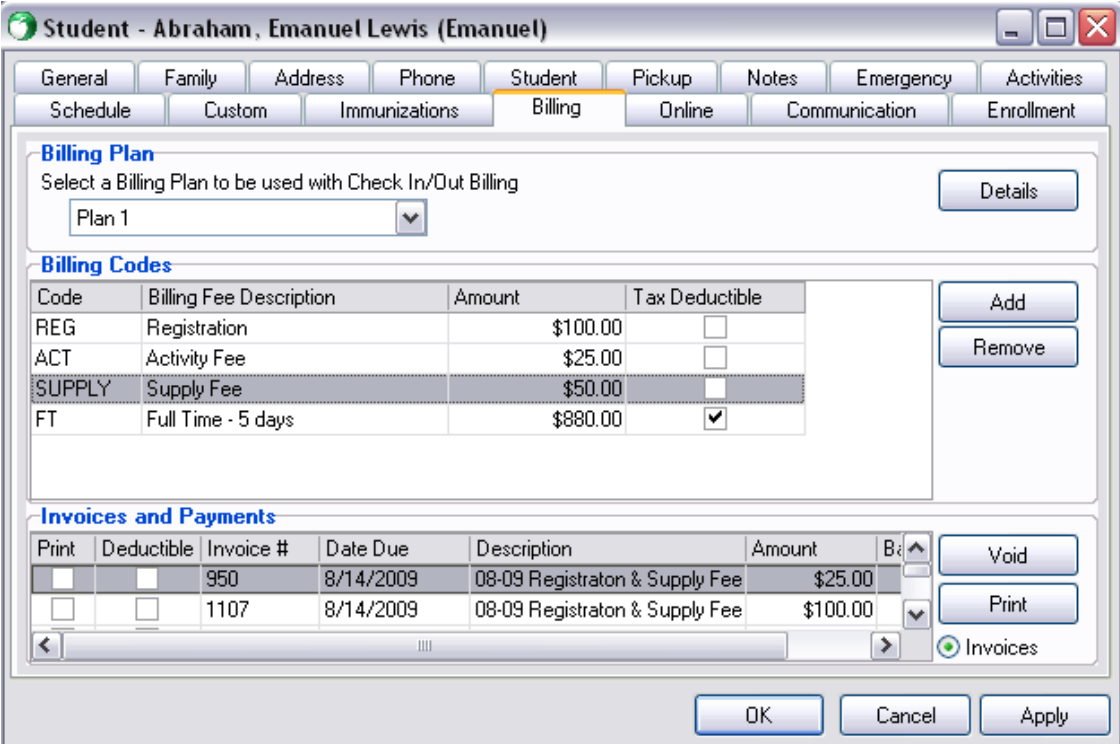 Student - Abraham, Emanuel Lewis (Emanuel)
General Family Address Phone Student Pickup Notes Emergency Activities
Schedule Custom Immunizations Billing Online Communication Enrollment
Billing Plan
Select a Billing Plan to be used with Check In/Out Billing
Details
Plan 1
Billing Codes
Code Billing Fee Description Amount Tax Deductible
Add
REG Registration $100.00
Remove
ACT Activity Fee $25.00
SUPPLY Supply Fee $50.00
FT Full Time - 5 days $880.00
Invoices and Payments
Print Deductible Invoice # Date Due Description Amount
Void
950 8/14/2009 08-09 Registraton & Supply Fee $25.00
Print
1107 8/14/2009 08-09 Registraton & Supply Fee $100.00
Invoices
OK Cancel Apply